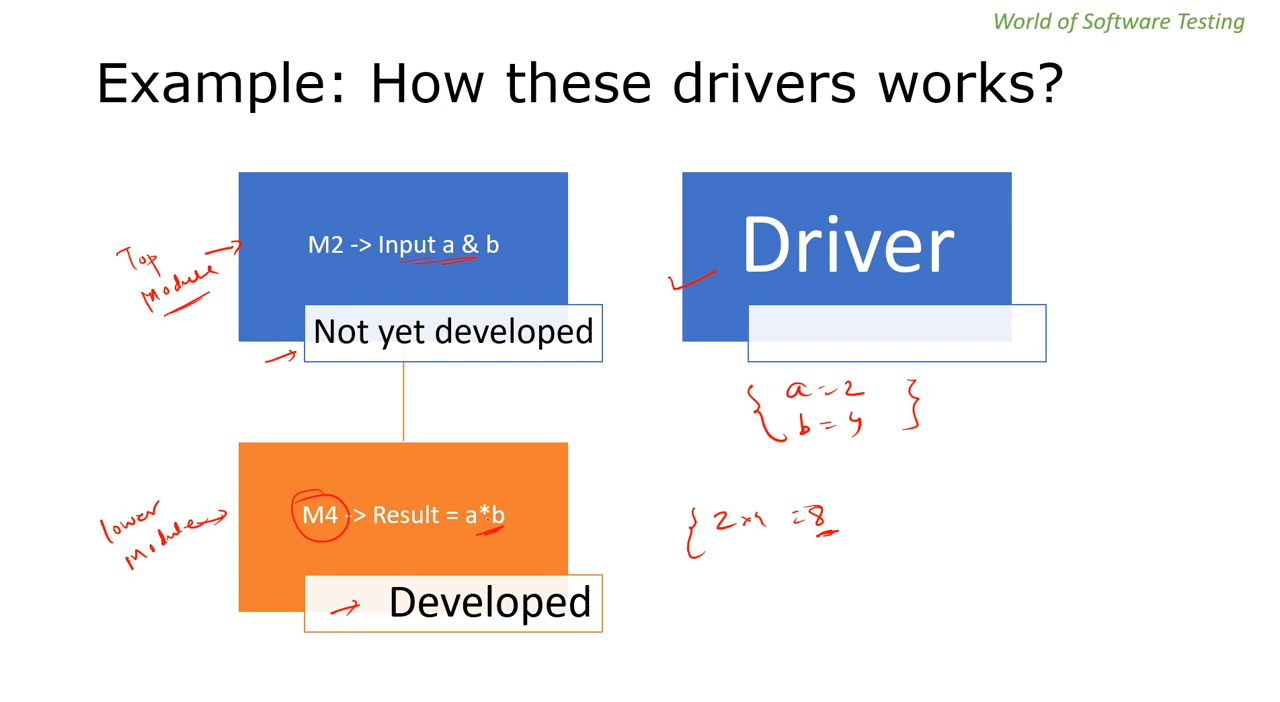 World of Software Testing
Example: How these drivers works?
M2 -> Input a & b
Not yet developed
Top
Module
Driver
a = 2
b = 4
M4 -> Result = a*b
Developed
lower
Module
2 × 4 = 8